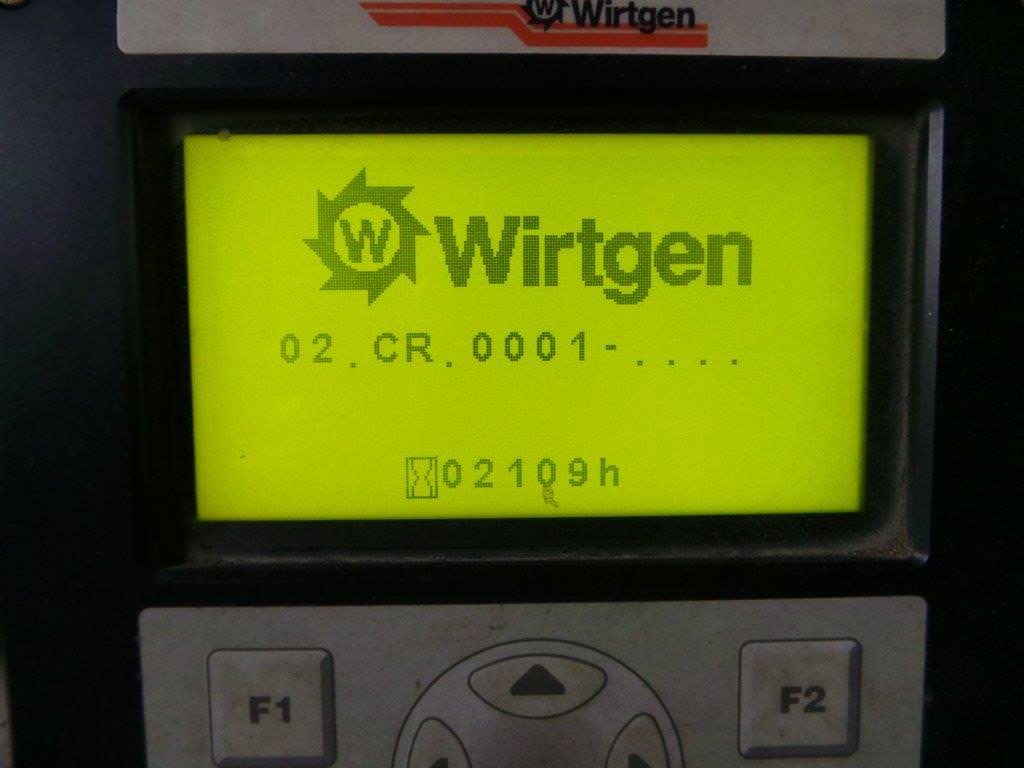 W Wirtgen
W Wirtgen
02.CR.0001-....
02109h
F1
F2